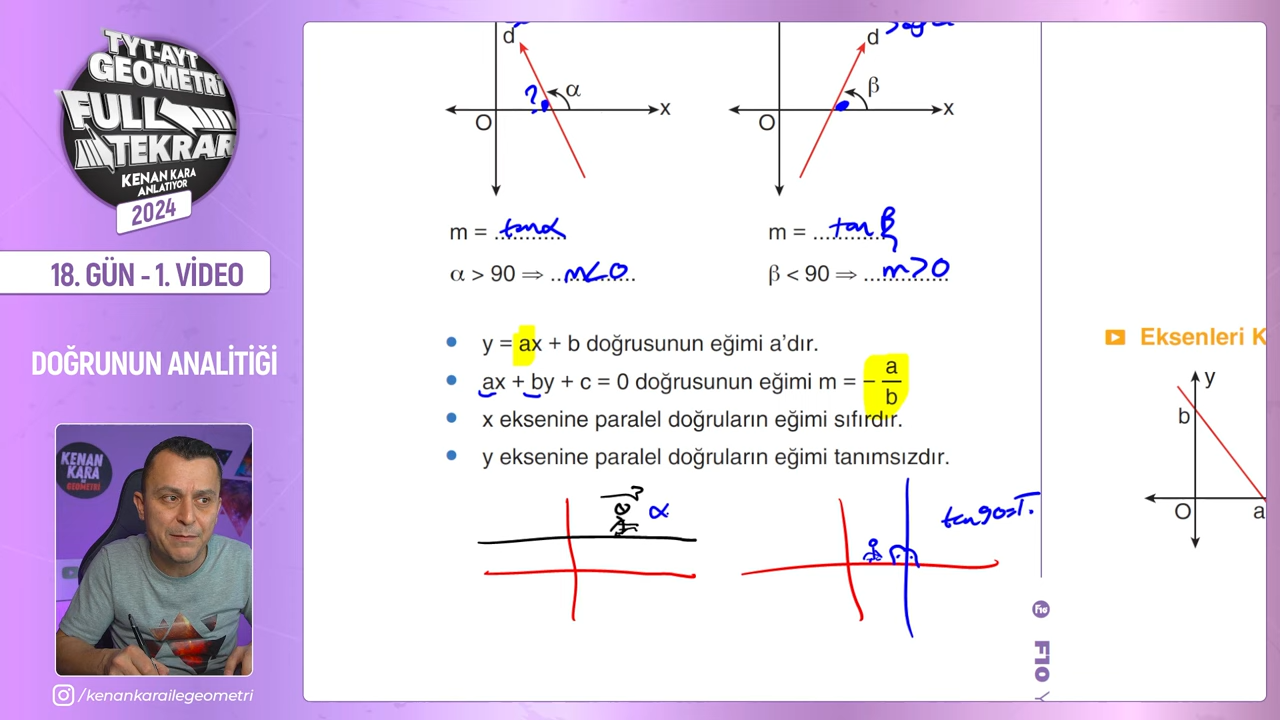 TYT-AYT
GEOMETRİ
FULL
TEKRAR
KENAN KARA
ANLATIYOR
2024
18. GÜN - 1. VİDEO
DOĞRUNUN ANALİTİĞİ
KENAN
KARA
GEOMETRİ
/kenankarailegeometri
d
? α
O x
d
β
O x
m = tanα
m = tanβ
α > 90 ⇒ m<0
β < 90 ⇒ m>0
• y = ax + b doğrusunun eğimi a'dır.
• ax + by + c = 0 doğrusunun eğimi m = - a/b
• x eksenine paralel doğruların eğimi sıfırdır.
• y eksenine paralel doğruların eğimi tanımsızdır.
α
tan90=T.
Eksenleri K
y
b
O a
F10
F10 Y